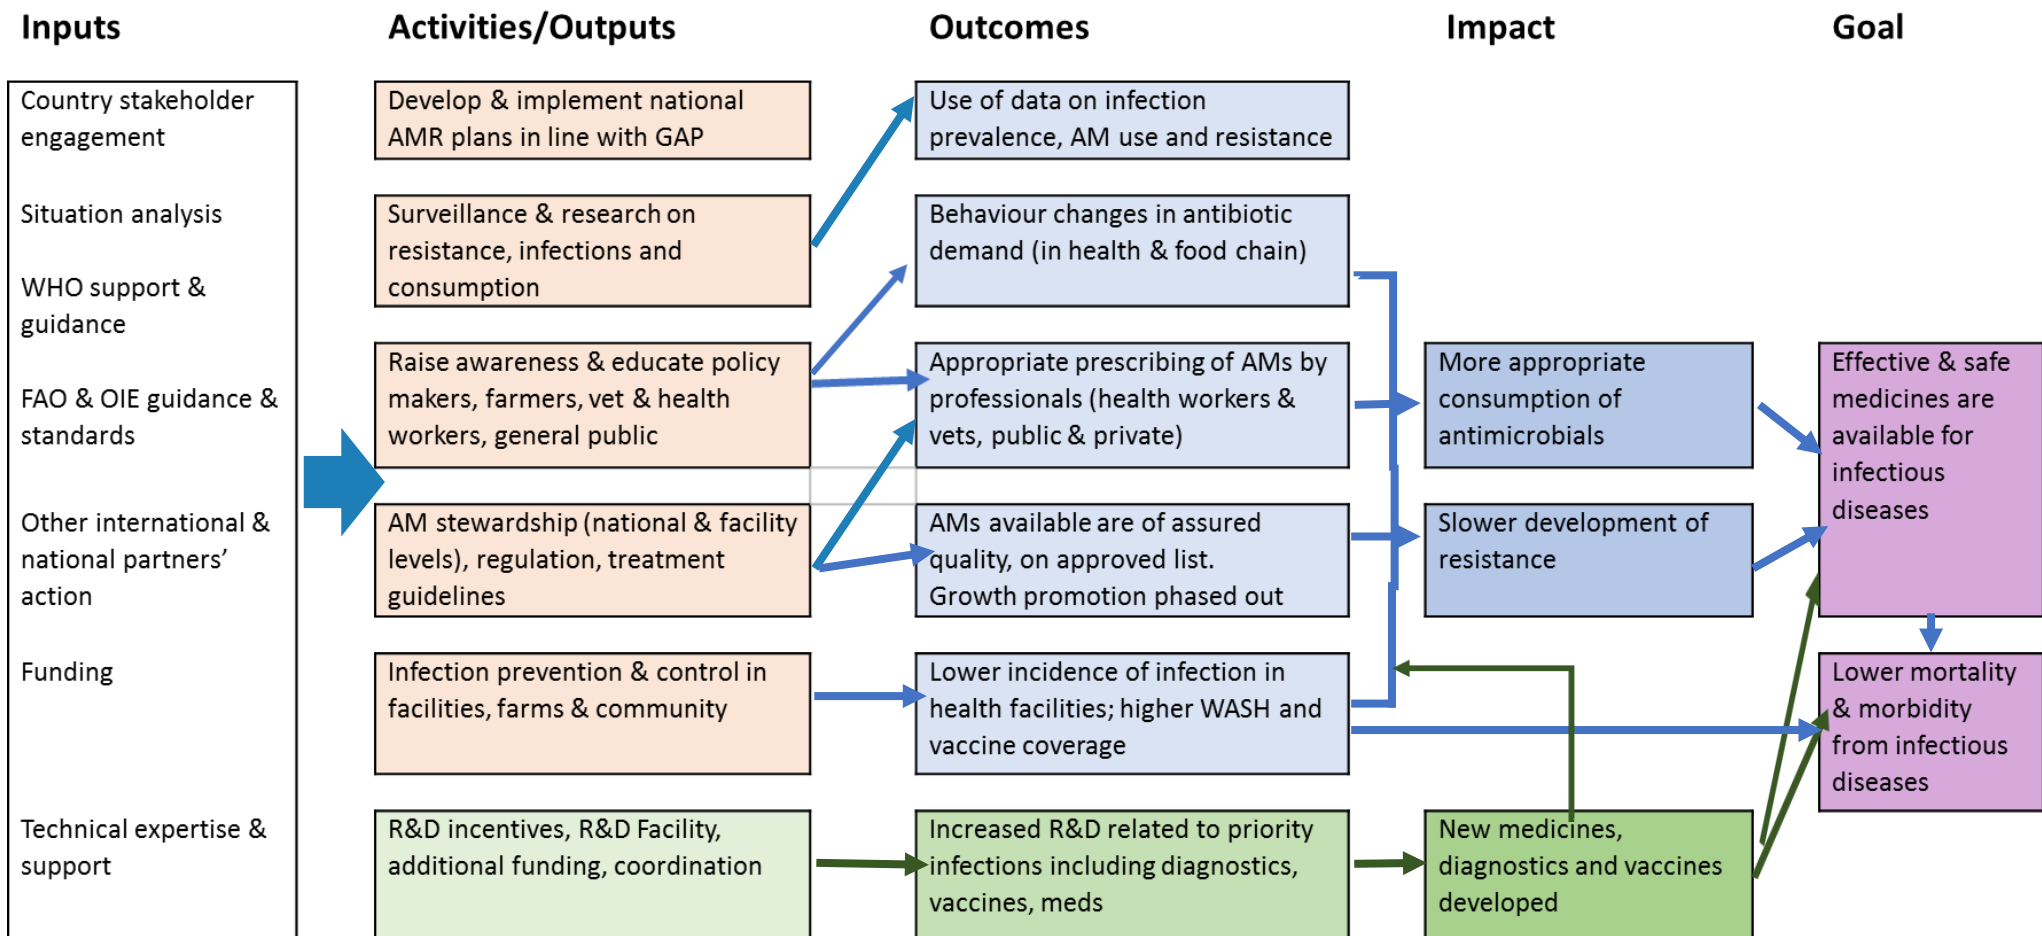 Inputs
Activities/Outputs
Outcomes
Impact
Goal
Country stakeholder
engagement
Situation analysis
WHO support &
guidance
FAO & OIE guidance &
standards
Other international &
national partners’
action
Funding
Technical expertise &
support
Develop & implement national
AMR plans in line with GAP
Surveillance & research on
resistance, infections and
consumption
Raise awareness & educate policy
makers, farmers, vet & health
workers, general public
AM stewardship (national & facility
levels), regulation, treatment
guidelines
Infection prevention & control in
facilities, farms & community
R&D incentives, R&D Facility,
additional funding, coordination
Use of data on infection
prevalence, AM use and resistance
Behaviour changes in antibiotic
demand (in health & food chain)
Appropriate prescribing of AMs by
professionals (health workers &
vets, public & private)
AMs available are of assured
quality, on approved list.
Growth promotion phased out
Lower incidence of infection in
health facilities; higher WASH and
vaccine coverage
Increased R&D related to priority
infections including diagnostics,
vaccines, meds
More appropriate
consumption of
antimicrobials
Slower development of
resistance
New medicines,
diagnostics and vaccines
developed
Effective & safe
medicines are
available for
infectious
diseases
Lower mortality
& morbidity
from infectious
diseases